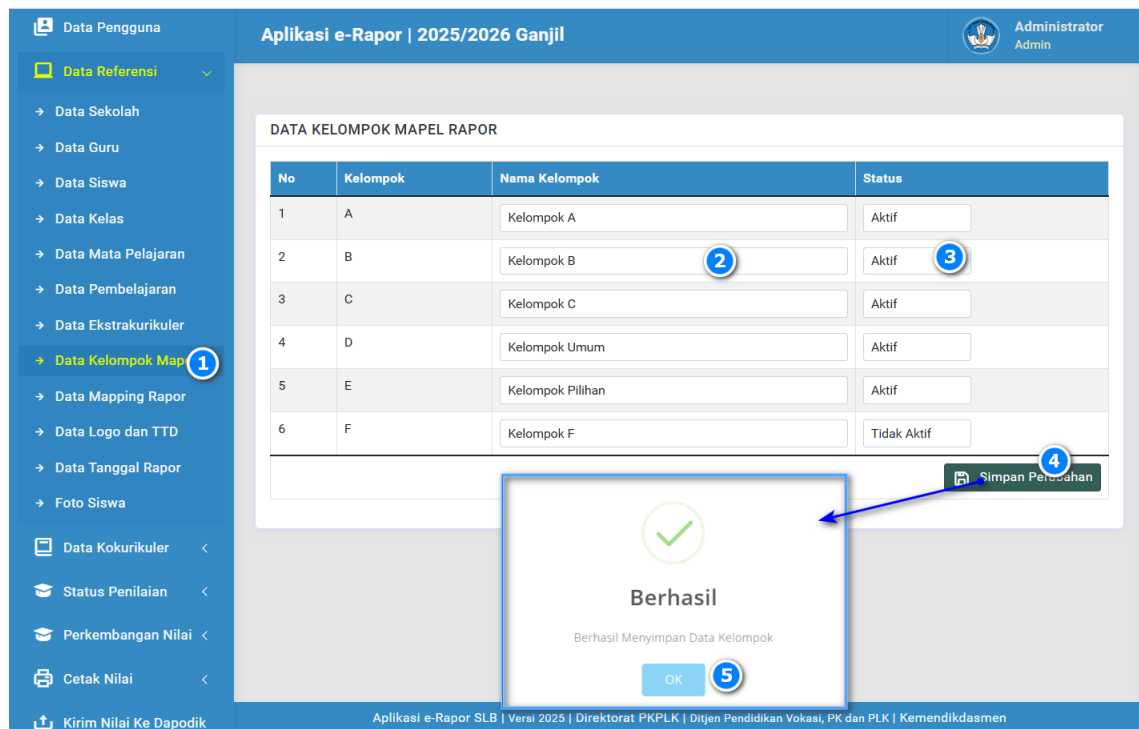 Data Pengguna
Aplikasi e-Rapor | 2025/2026 Ganjil
Administrator
Admin
Data Referensi
Data Sekolah
Data Guru
Data Siswa
Data Kelas
Data Mata Pelajaran
Data Pembelajaran
Data Ekstrakurikuler
Data Kelompok Map 1
Data Mapping Rapor
Data Logo dan TTD
Data Tanggal Rapor
Foto Siswa
Data Kokurikuler
Status Penilaian
Perkembangan Nilai
Cetak Nilai
Kirim Nilai Ke Dapodik
DATA KELOMPOK MAPEL RAPOR
No Kelompok Nama Kelompok Status
1 A Kelompok A Aktif
2 B Kelompok B 2 Aktif 3
3 C Kelompok C Aktif
4 D Kelompok Umum Aktif
5 E Kelompok Pilihan Aktif
6 F Kelompok F Tidak Aktif
4
Simpan Perubahan
Berhasil
Berhasil Menyimpan Data Kelompok
OK 5
Aplikasi e-Rapor SLB | Versi 2025 | Direktorat PKPLK | Ditjen Pendidikan Vokasi, PK dan PLK | Kemendikdasmen